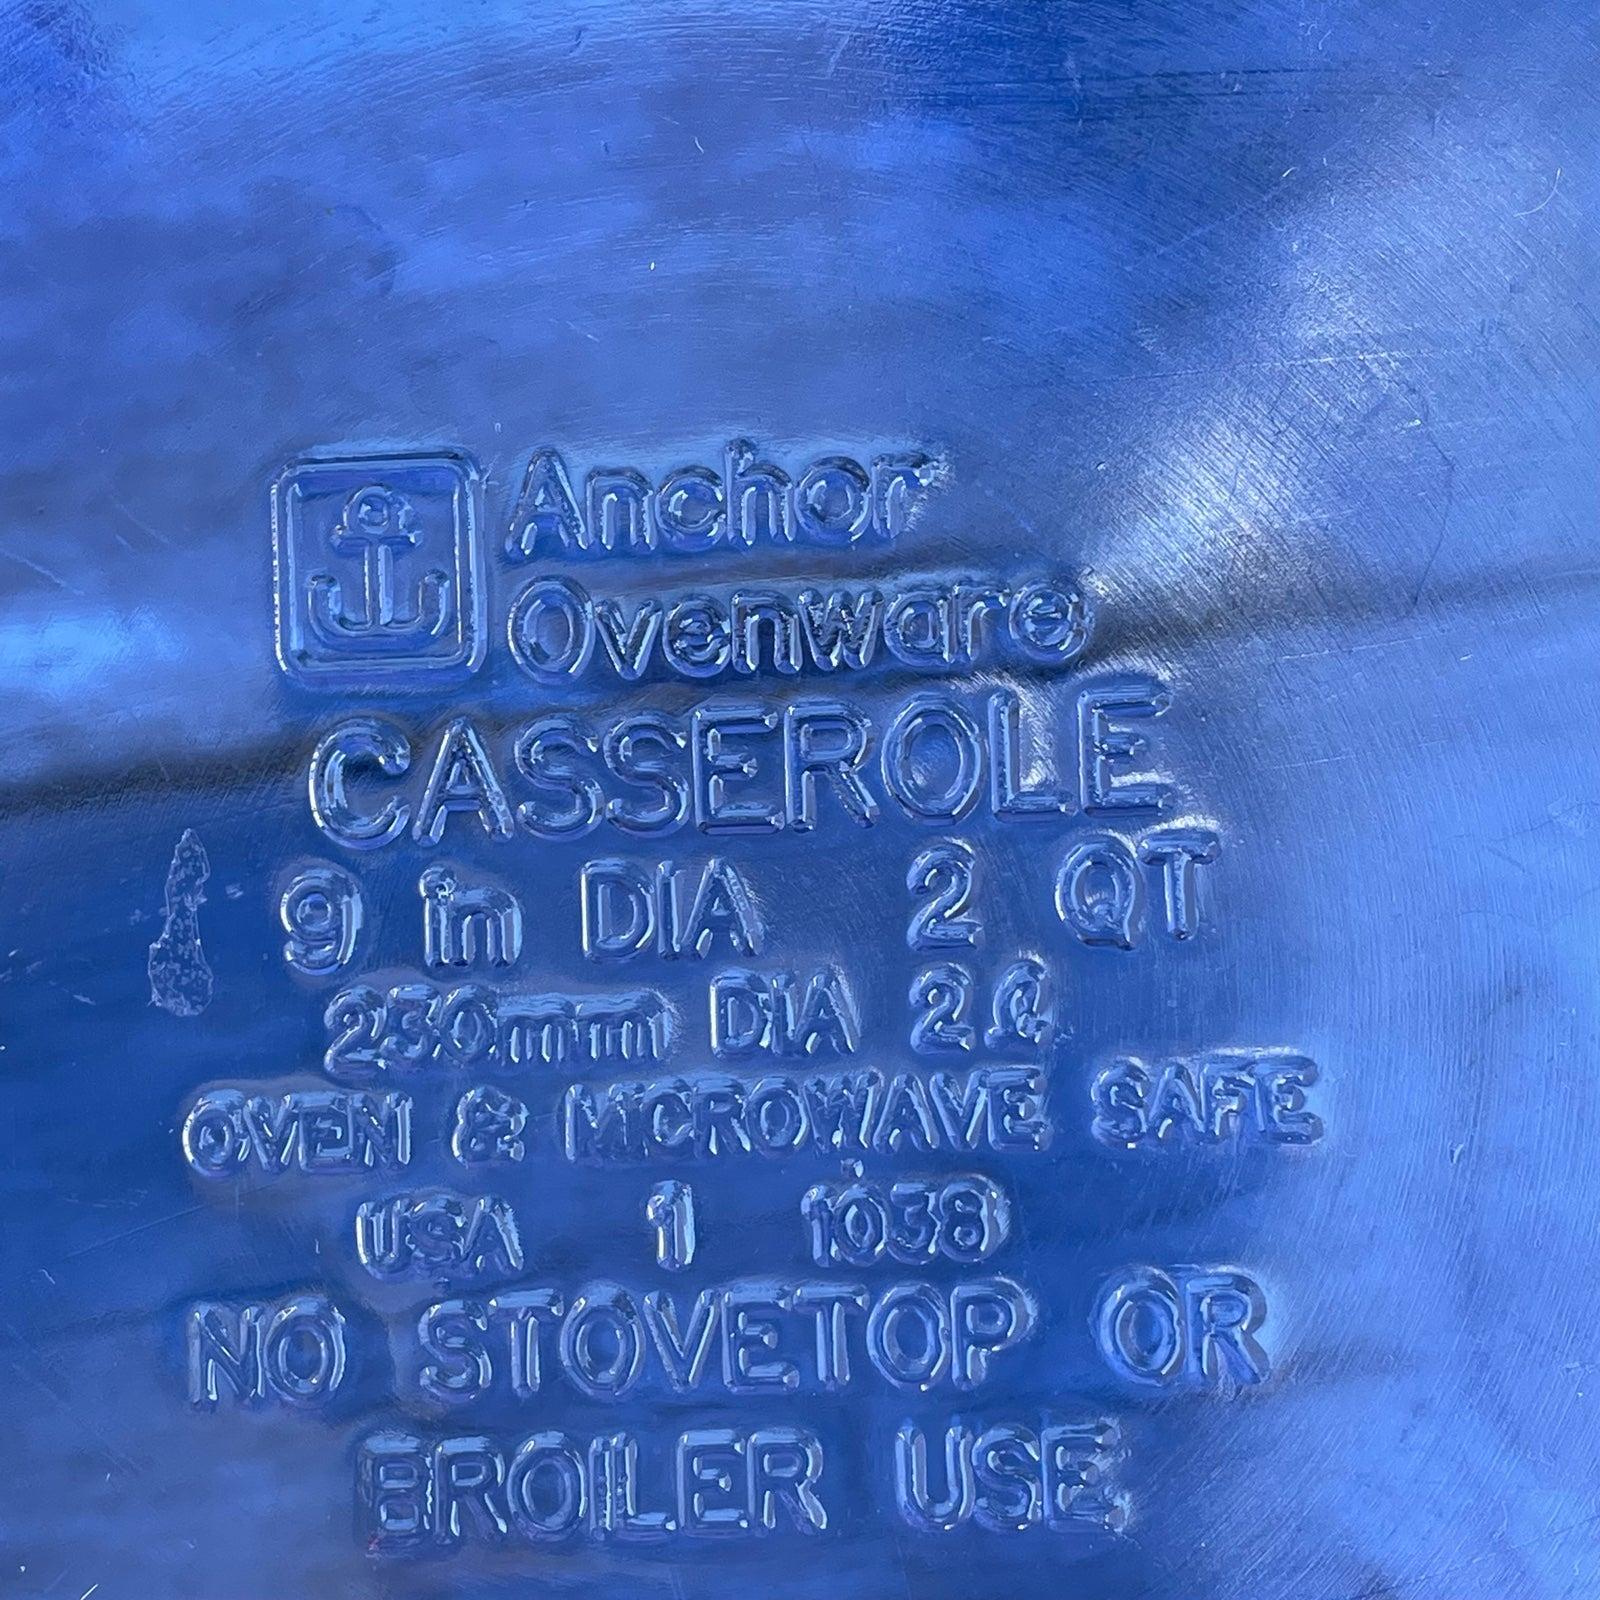 Anchor
Ovenware
CASSEROLE
9 in DIA 2 QT
230mm DIA 2 ℓ
OVEN & MICROWAVE SAFE
USA 1 1038
NO STOVETOP OR
BROILER USE